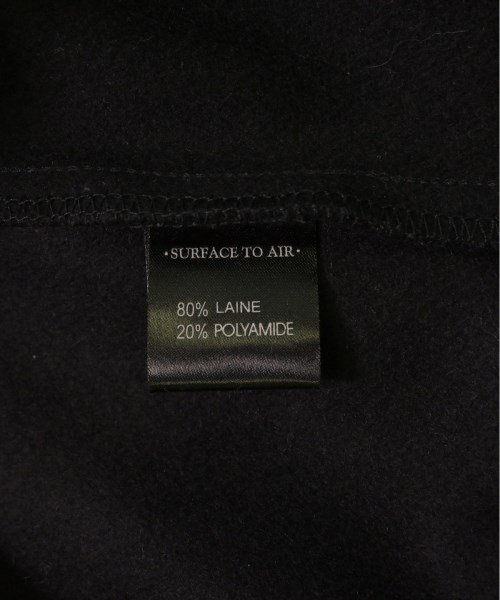 ·SURFACE TO AIR·
80% LAINE
20% POLYAMIDE